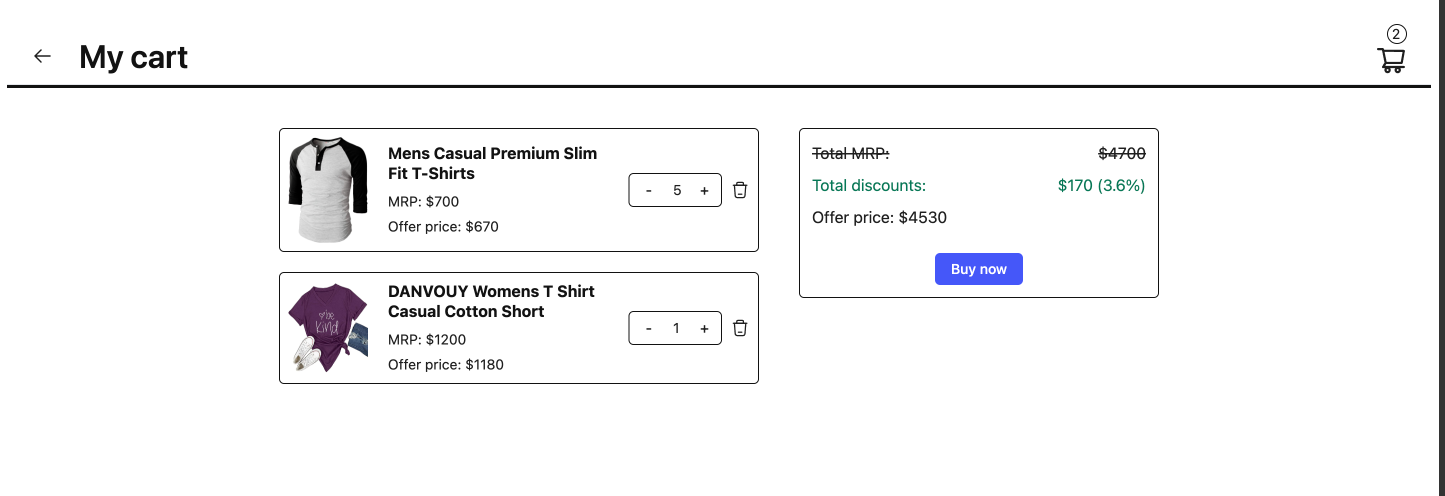 My cart
2
Mens Casual Premium Slim
Fit T-Shirts
MRP: $700
Offer price: $670
- 5 +
DANVOUY Womens T Shirt
Casual Cotton Short
MRP: $1200
Offer price: $1180
- 1 +
be
kind
Total MRP: $4700
Total discounts: $170 (3.6%)
Offer price: $4530
Buy now